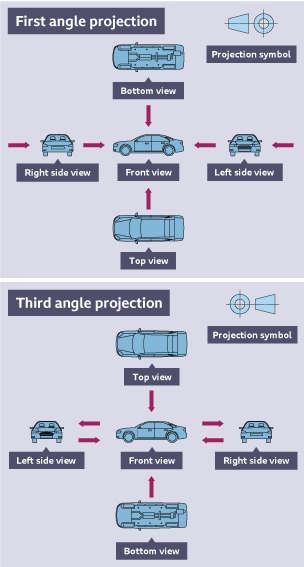 First angle projection
Projection symbol
Bottom view
Right side view
Front view
Left side view
Top view
Third angle projection
Projection symbol
Top view
Left side view
Front view
Right side view
Bottom view